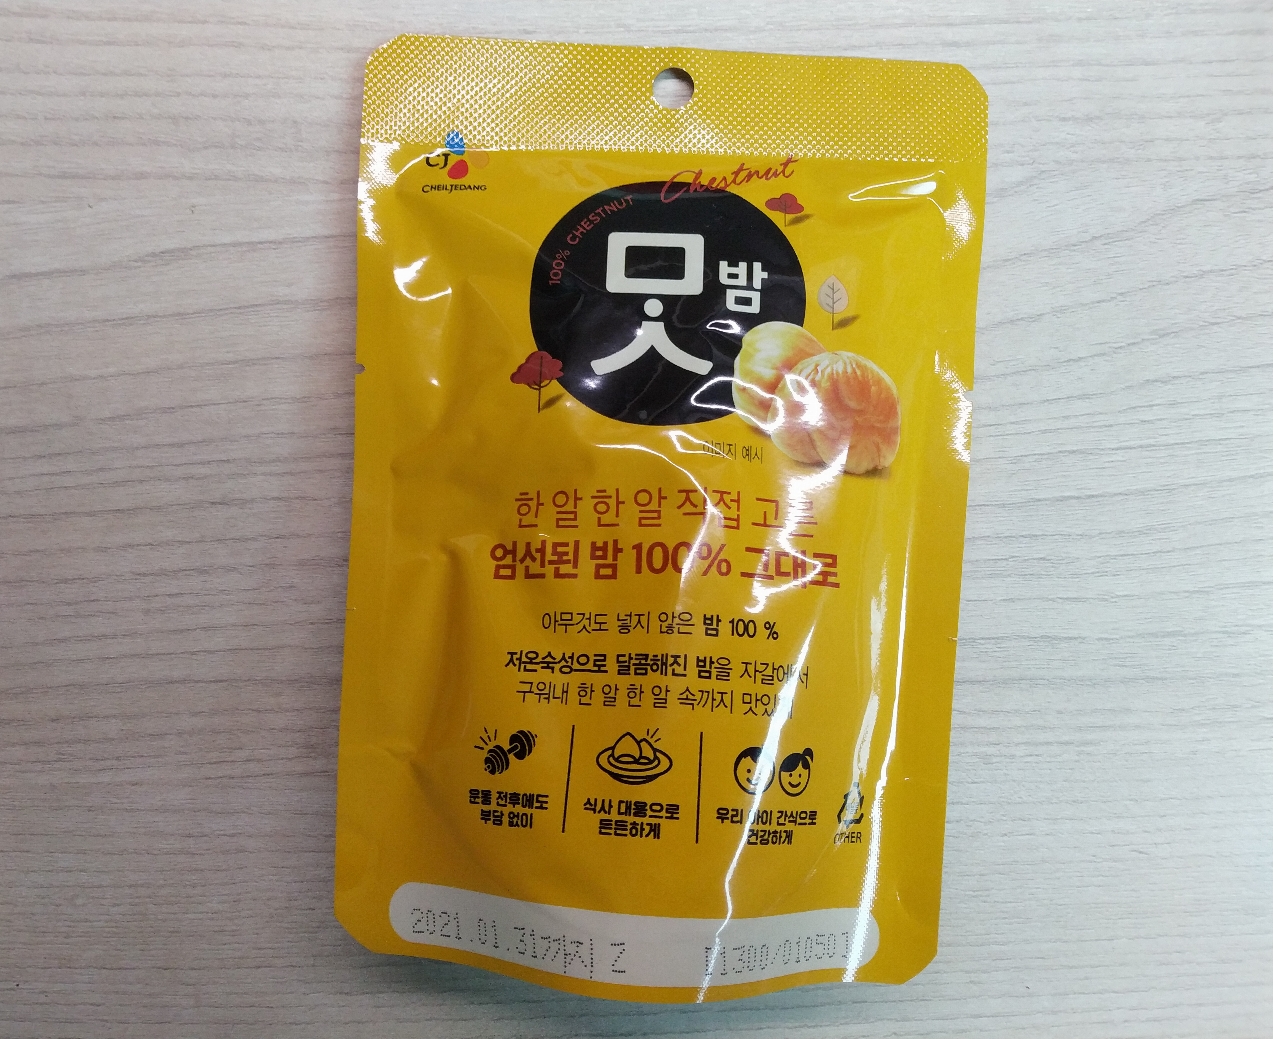 CJ
CHEILJEDANG
Chestnut
100% CHESTNUT
맛밤
이미지 예시
한 알 한 알 직접 고른
엄선된 밤 100% 그대로
아무것도 넣지 않은 밤 100 %
저온숙성으로 달콤해진 밤을 자갈에서
구워내 한 알 한 알 속까지
운동 전후에도
부담 없이
식사 대용으로
든든하게
우리 아이 간식으로
건강하게
OTHER
2021.01.31까지 Z